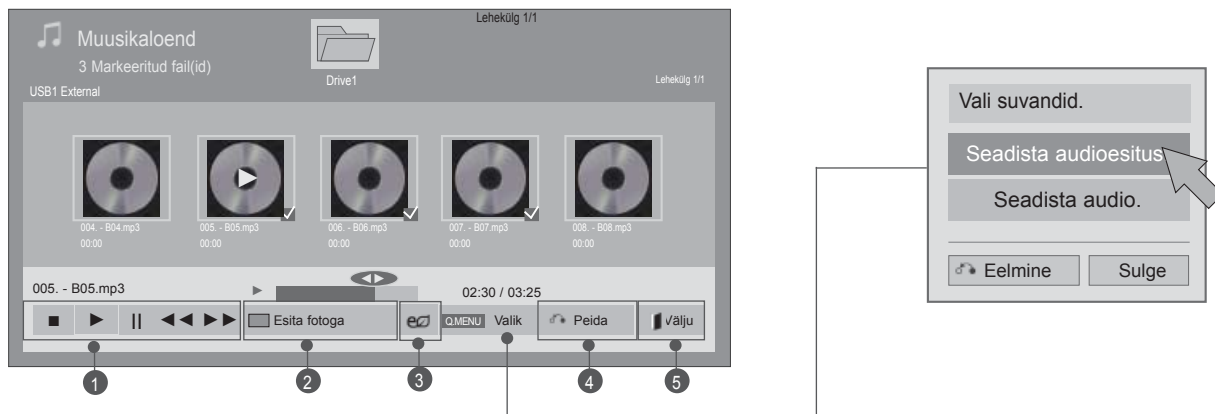 Lehekülg 1/1
Muusikaloend
3 Markeeritud fail(id)
Drive1
USB1 External
Lehekülg 1/1
004. - B04.mp3
00:00
005. - B05.mp3
00:00
006. - B06.mp3
00:00
007. - B07.mp3
00:00
008. - B08.mp3
00:00
005. - B05.mp3
02:30 / 03:25
Esita fotoga
Q.MENU Valik
Peida
Välju
1 2 3 4 5
Vali suvandid.
Seadista audioesitus
Seadista audio.
Eelmine
Sulge